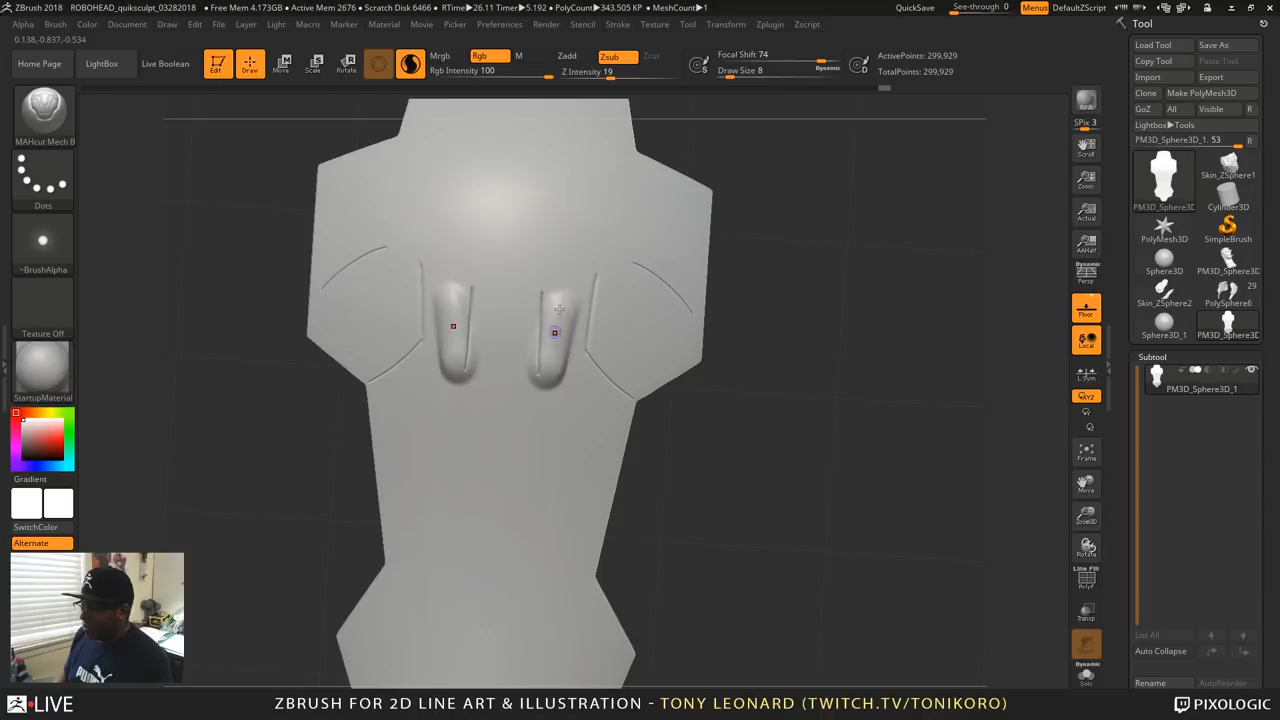 ZBrush 2018 ROBOHEAD_quiksculpt_03282018 • Free Mem 4.173GB • Active Mem 2676 • Scratch Disk 6466 • RTime▶26.11 Timer▶5.192 • PolyCount▶343.505 KP • MeshCount▶1 QuickSave See-through 0 Menus DefaultZScript
Alpha Brush Color Document Draw Edit File Layer Light Macro Marker Material Movie Picker Preferences Render Stencil Stroke Texture Tool Transform Zplugin Zscript
0.138,-0.837,-0.534
Home Page LightBox Live Boolean Edit Draw Move Scale Rotate
Mrgb Rgb M Zadd Zsub Zcut
Rgb Intensity 100 Z Intensity 19
Focal Shift 74
Draw Size 8 Dynamic
S D
ActivePoints: 299,929
TotalPoints: 299,929
MAHcut Mech B
Dots
~BrushAlpha
Texture Off
StartupMaterial
Gradient
SwitchColor
Alternate
BPR
SPix 3
Scroll
Zoom
Actual
AAHalf
Dynamic
Persp
Floor
Local
L.Sym
XYZ
Frame
Move
Zoom3D
Rotate
Line Fill
PolyF
Transp
Dynamic
Solo
Tool
Load Tool Save As
Copy Tool Paste Tool
Import Export
Clone Make PolyMesh3D
GoZ All Visible R
Lightbox▶Tools
PM3D_Sphere3D_1. 53 R
PM3D_Sphere3D Skin_ZSphere1
Cylinder3D
PolyMesh3D SimpleBrush
Sphere3D PM3D_Sphere3D
29
Skin_ZSphere2 PolySphere6
Sphere3D_1 PM3D_Sphere3D
Subtool
PM3D_Sphere3D_1
List All
Auto Collapse
Rename AutoReorder
LIVE ZBRUSH FOR 2D LINE ART & ILLUSTRATION - TONY LEONARD (TWITCH.TV/TONIKORO) PIXOLOGIC